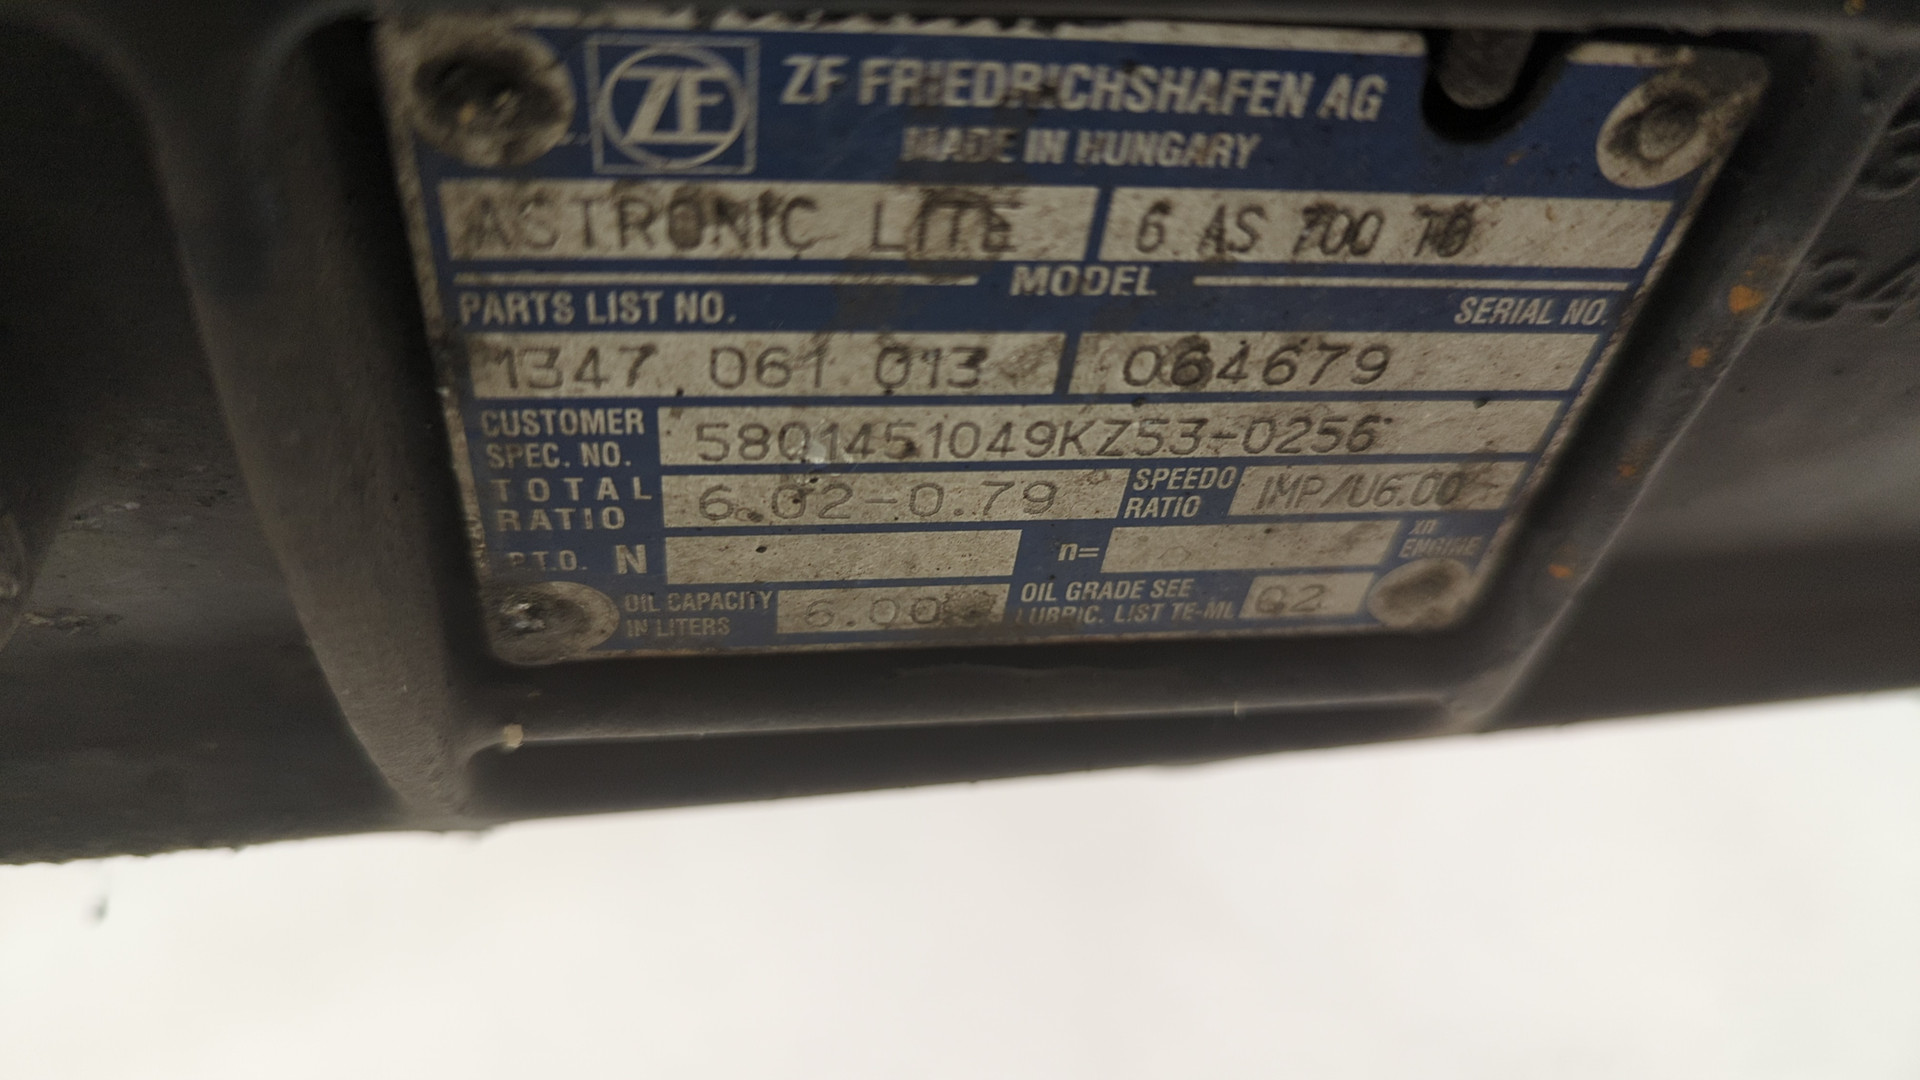 ZF
ZF FRIEDRICHSHAFEN AG
MADE IN HUNGARY
ASTRONIC LITE 6 AS 700 TO
MODEL
PARTS LIST NO. SERIAL NO.
1347 061 013 064679
CUSTOMER SPEC. NO. 5801451049KZ53-0256
TOTAL RATIO 6.02-0.79 SPEEDO RATIO IMP/U6.00
P.T.O. N n= xn ENGINE
OIL CAPACITY IN LITERS 6.00 OIL GRADE SEE LUBRIC. LIST TE-ML 02